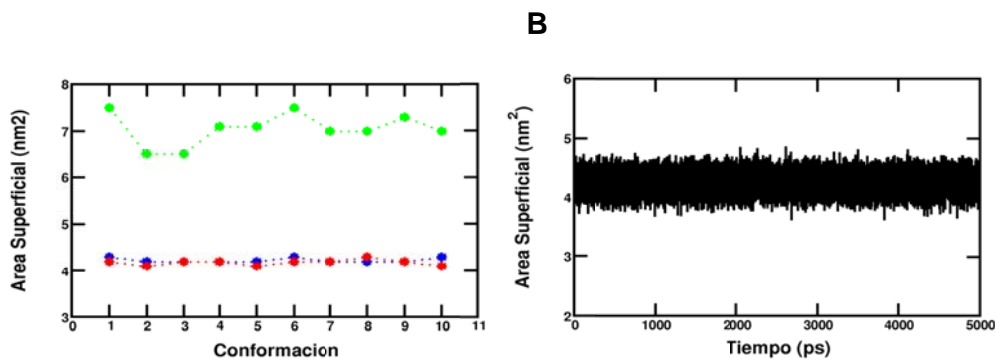 B
8
7
6
5
4
3
Area Superficial (nm2)
0 1 2 3 4 5 6 7 8 9 10 11
Conformacion
6
5
4
3
2
Area Superficial (nm²)
0 1000 2000 3000 4000 5000
Tiempo (ps)